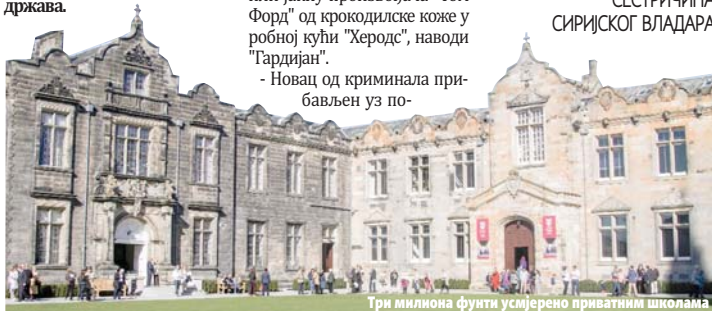 држава.
Форд" од крокодилске коже у
робној кући "Херодс", наводи
"Гардијан".
- Новац од криминала при-
бављен уз по-
СИРИЈСКОГ ВЛАДАРА
Три милиона фунти усмјерено приватним школама